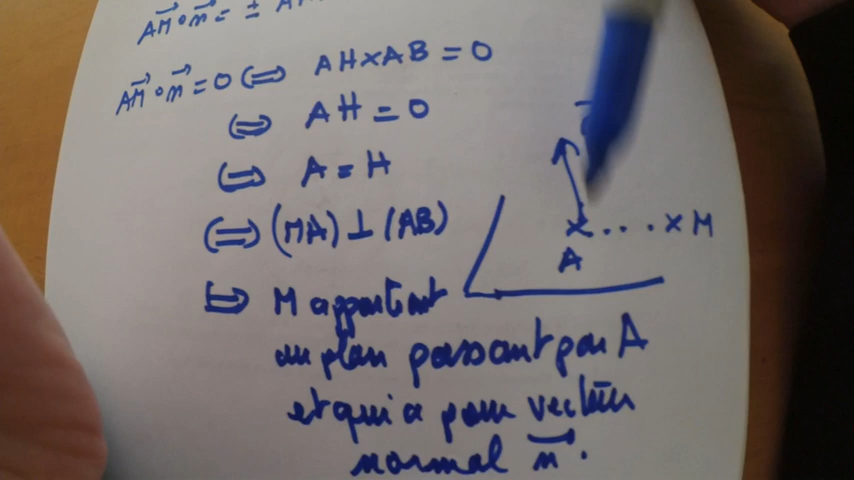 AM⃗ ∘ n⃗ = ±
AM⃗ ∘ n⃗ = 0 ⟺ AH×AB = 0
⟺ AH = 0
⟺ A = H
⟺ (MA) ⊥ (AB)
⟺ M appartient
au plan passant par A
et qui a pour vecteur
normal n⃗.
A
M